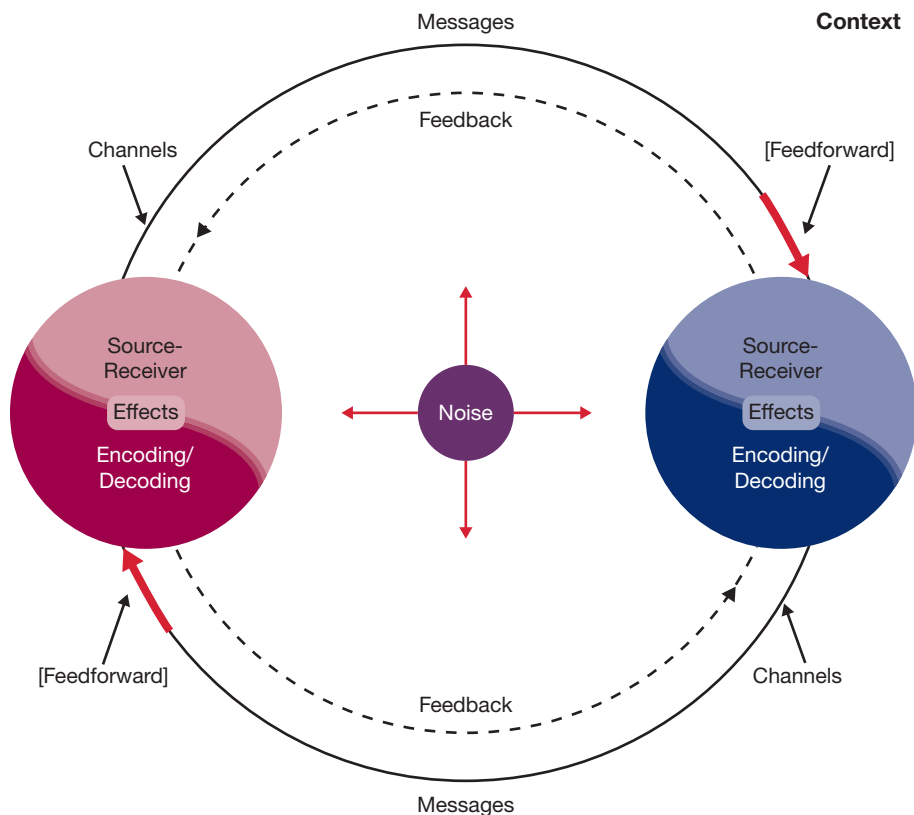 Messages
Context
Feedback
Channels
[Feedforward]
Source-
Receiver
Effects
Encoding/
Decoding
Noise
Source-
Receiver
Effects
Encoding/
Decoding
[Feedforward]
Channels
Feedback
Messages